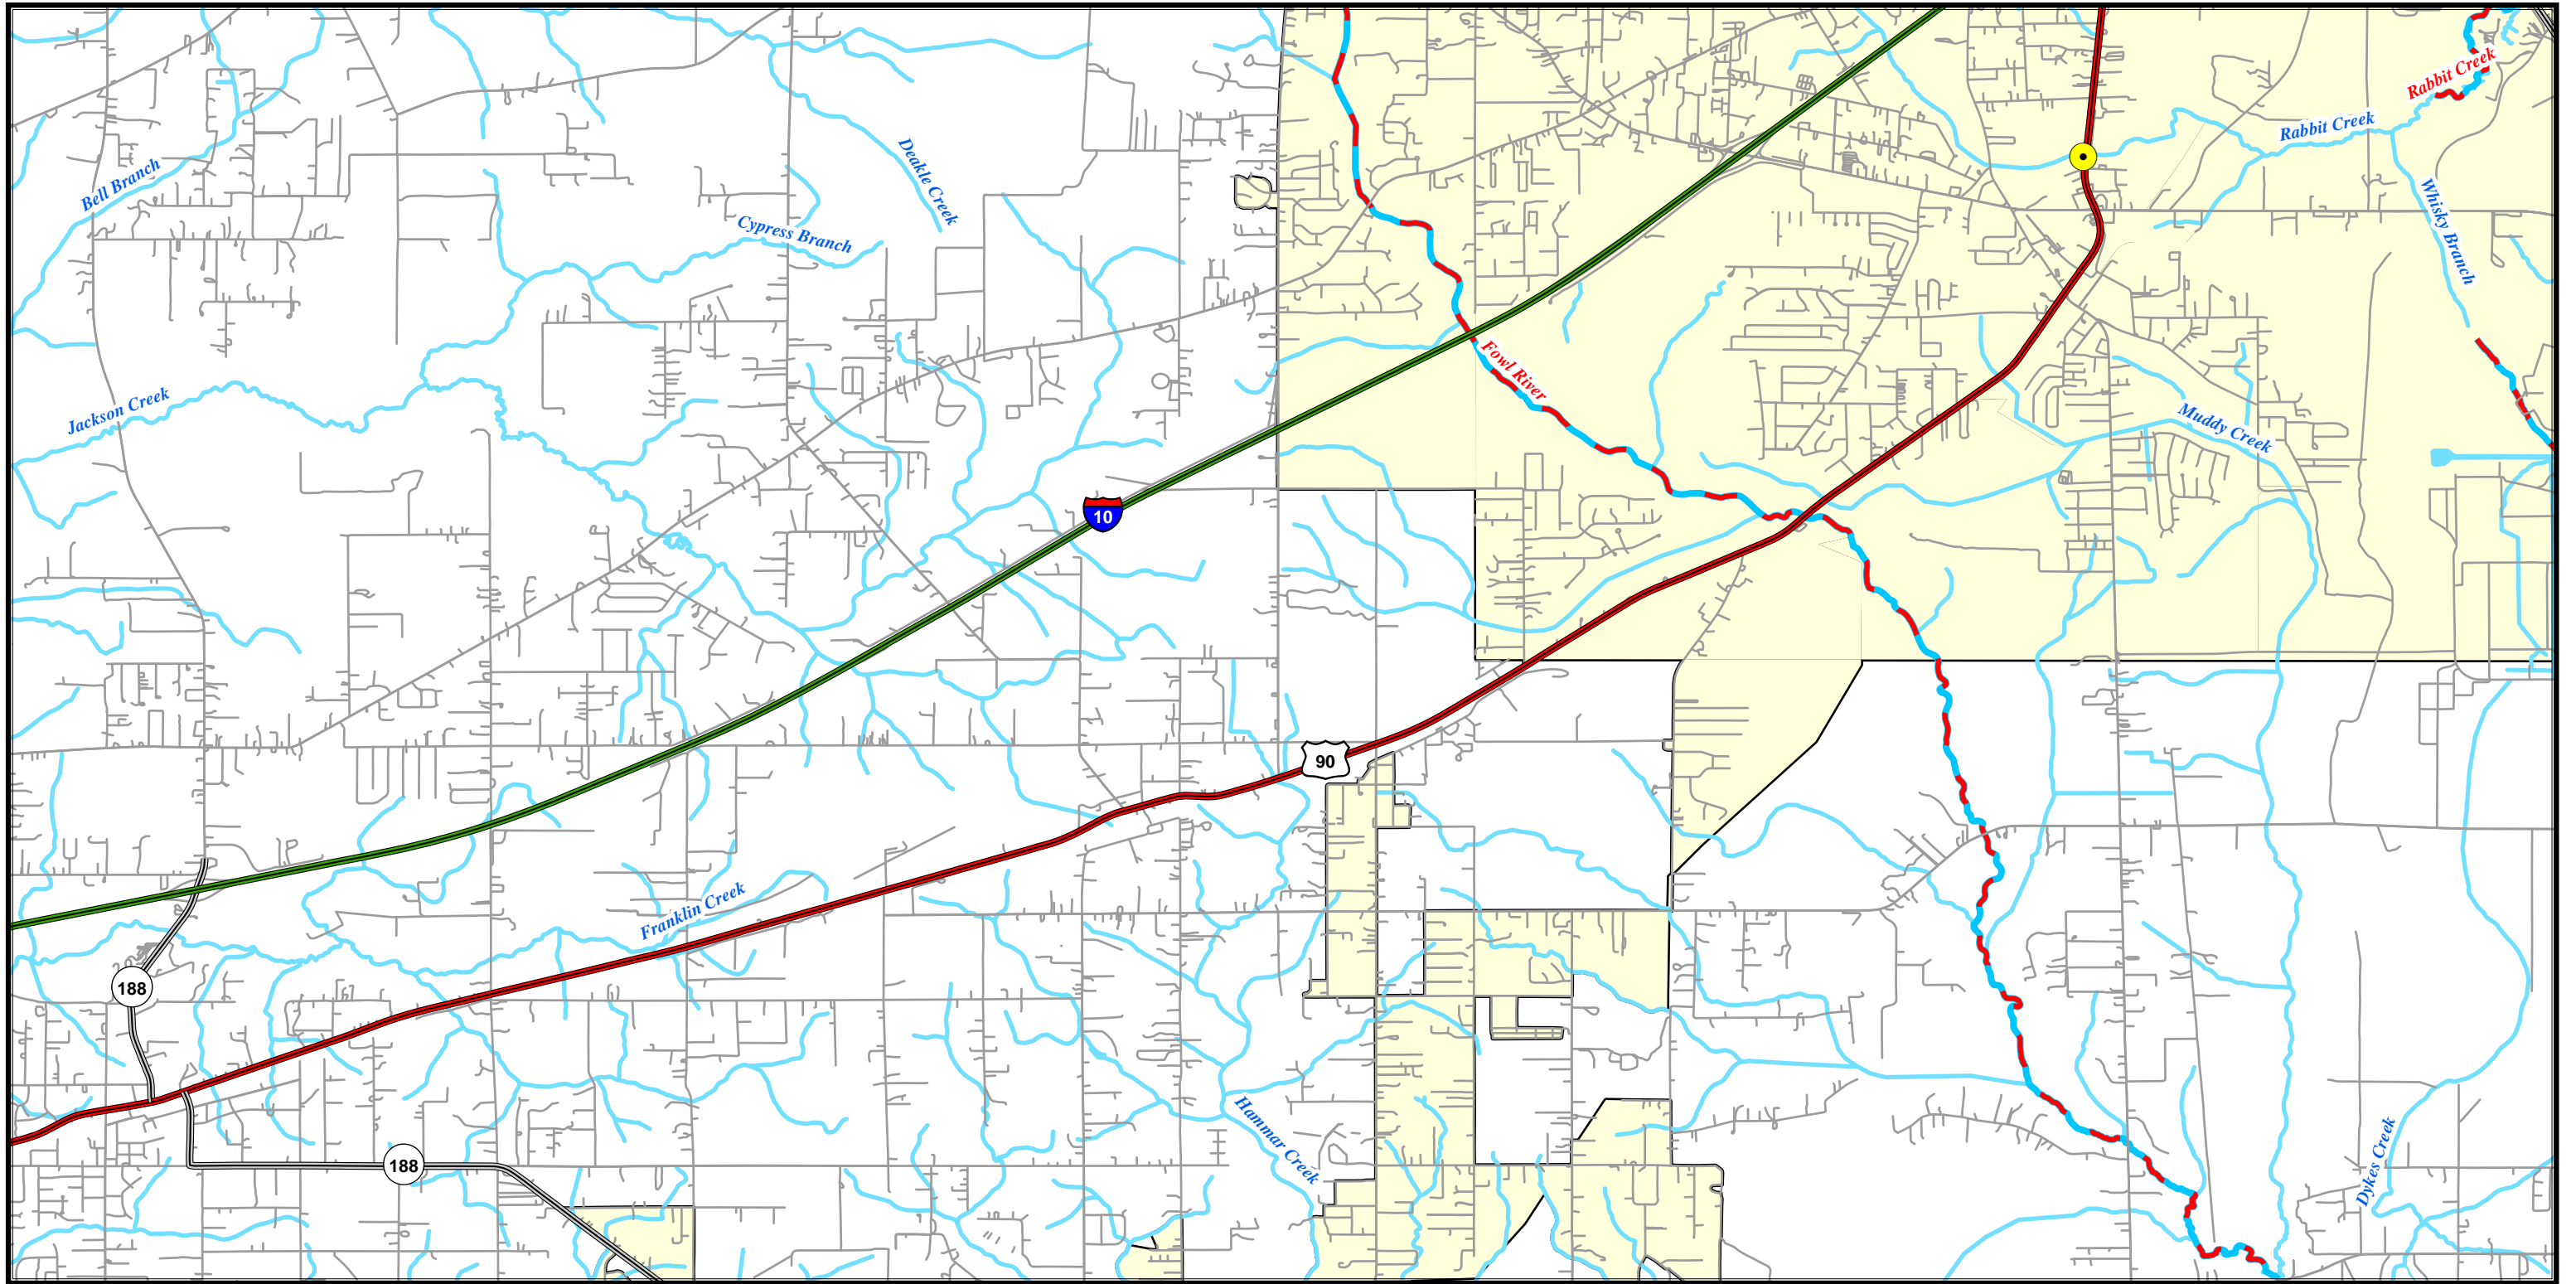 Rabbit Creek
Rabbit Creek
Bell Branch
Deakle Creek
Cypress Branch
Whisky Branch
Fowl River
Jackson Creek
Muddy Creek
10
90
Franklin Creek
188
Hammar Creek
Dykes Creek
188